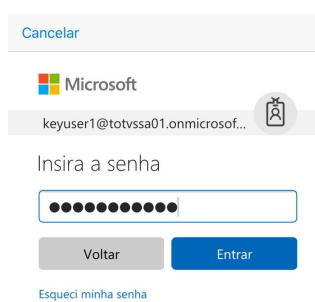 Cancelar
Microsoft
keyuser1@totvssa01.onmicrosof...
Insira a senha
●●●●●●●●●●●
Voltar Entrar
Esqueci minha senha